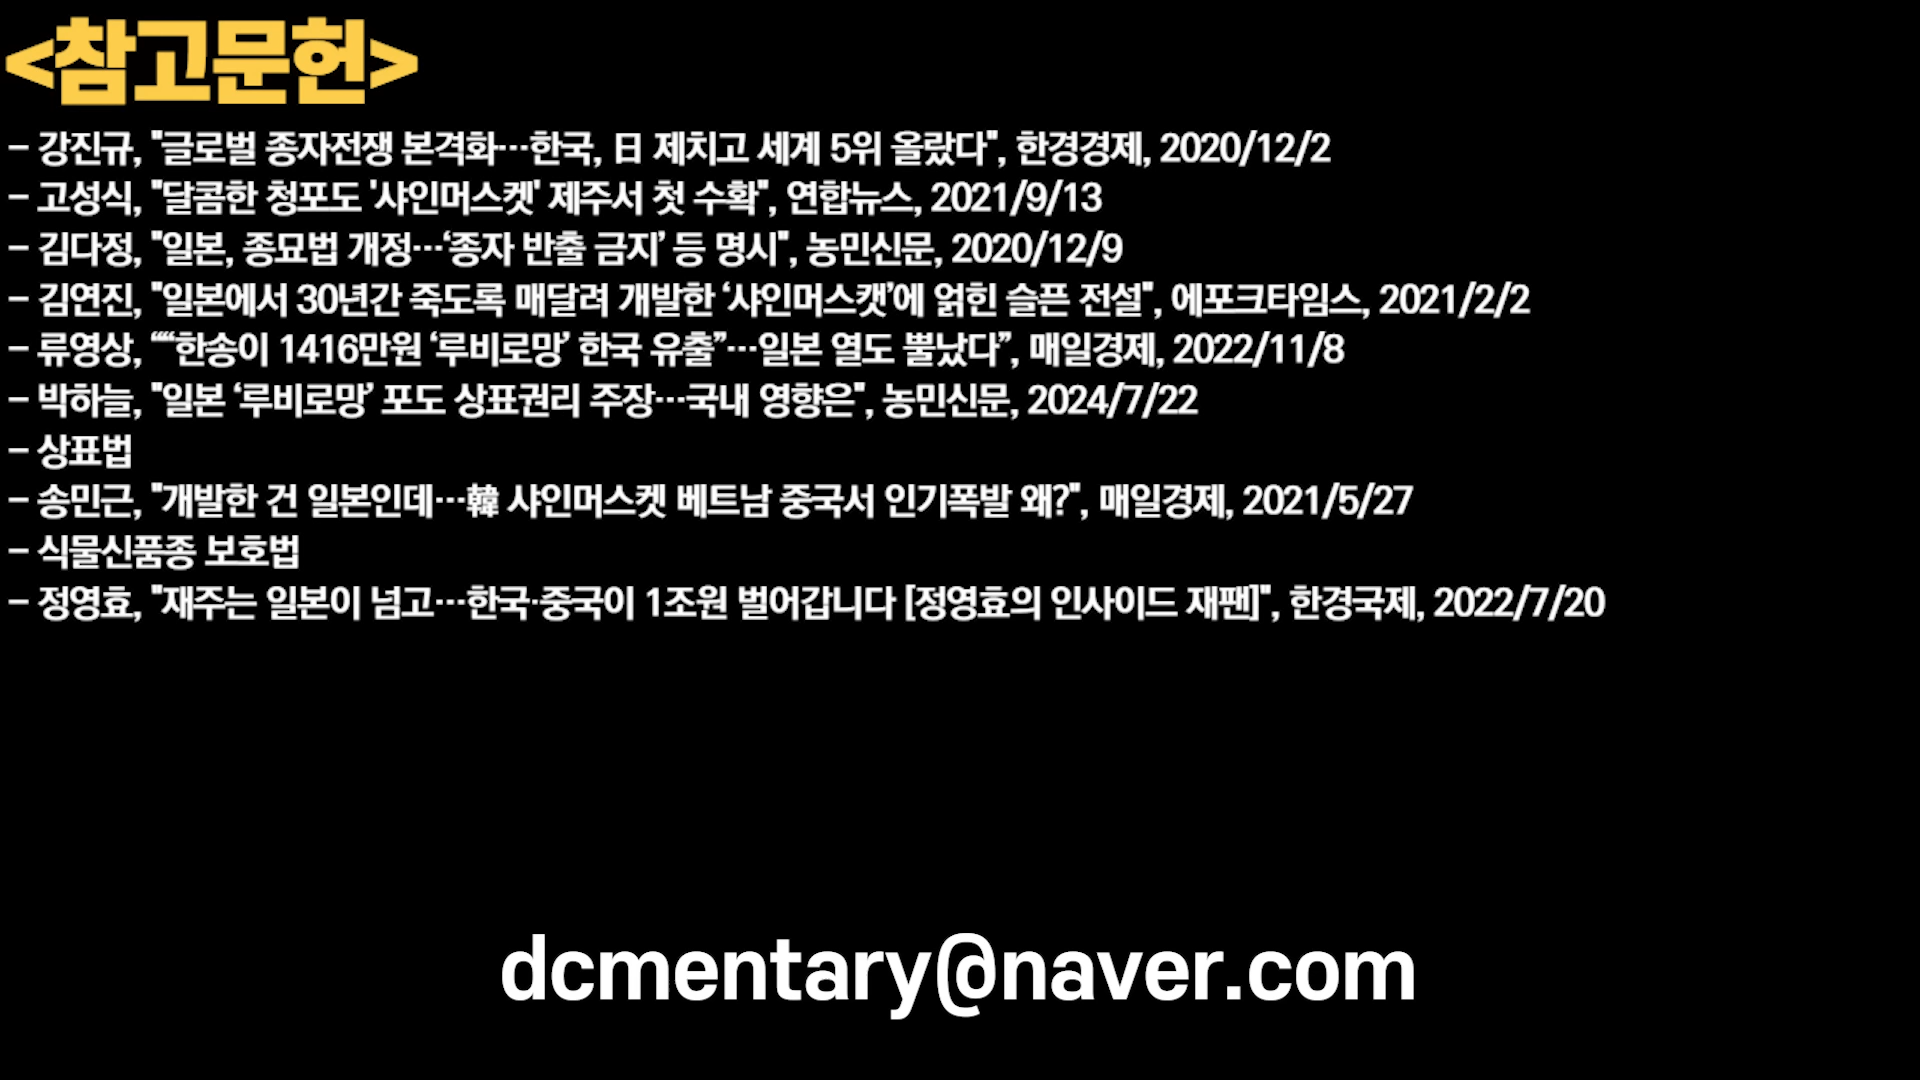 <참고문헌>
- 강진규, "글로벌 종자전쟁 본격화…한국, 日 제치고 세계 5위 올랐다", 한경경제, 2020/12/2
- 고성식, "달콤한 청포도 '샤인머스켓' 제주서 첫 수확", 연합뉴스, 2021/9/13
- 김다정, "일본, 종묘법 개정…‘종자 반출 금지’ 등 명시", 농민신문, 2020/12/9
- 김연진, "일본에서 30년간 죽도록 매달려 개발한 ‘샤인머스캣’에 얽힌 슬픈 전설", 에포크타임스, 2021/2/2
- 류영상, ““한송이 1416만원 ‘루비로망’ 한국 유출”…일본 열도 뿔났다”, 매일경제, 2022/11/8
- 박하늘, "일본 ‘루비로망’ 포도 상표권리 주장…국내 영향은", 농민신문, 2024/7/22
- 상표법
- 송민근, "개발한 건 일본인데…韓 샤인머스켓 베트남 중국서 인기폭발 왜?", 매일경제, 2021/5/27
- 식물신품종 보호법
- 정영효, "재주는 일본이 넘고…한국·중국이 1조원 벌어갑니다 [정영효의 인사이드 재팬]", 한경국제, 2022/7/20
dcmentary@naver.com